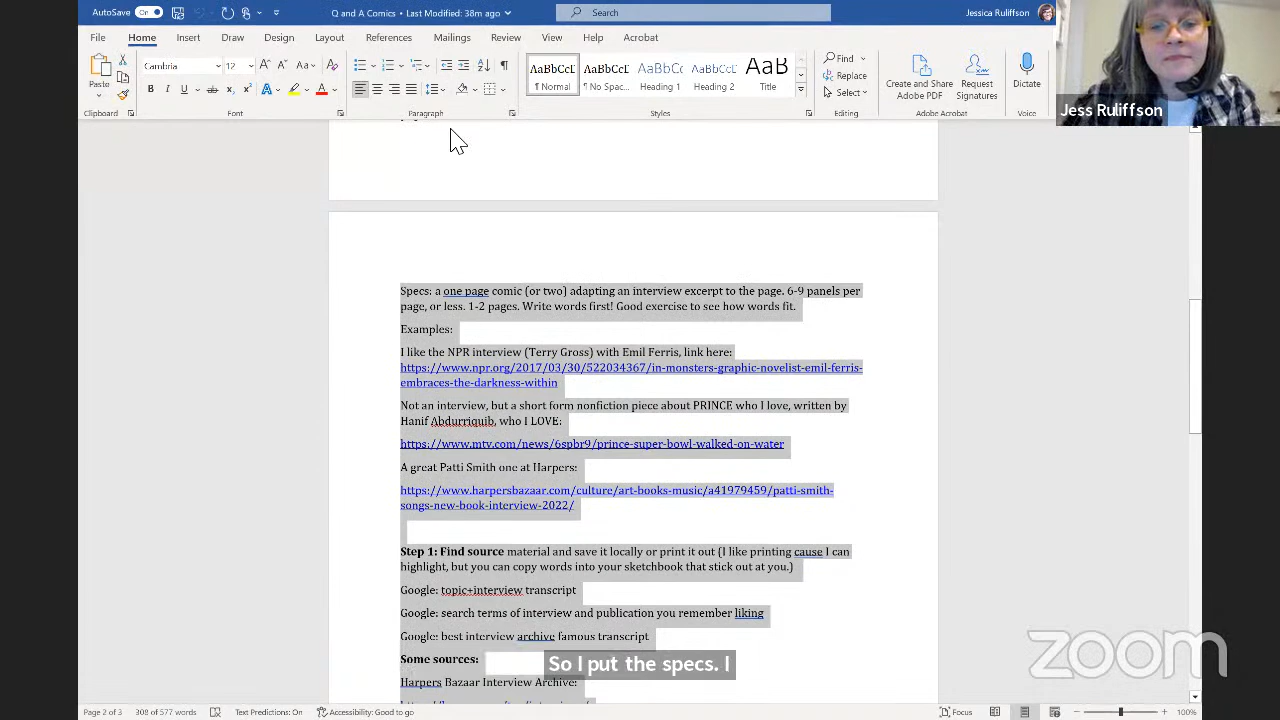 AutoSave On
Q and A Comics • Last Modified: 38m ago
Search
Jessica Ruliffson
File Home Insert Draw Design Layout References Mailings Review View Help Acrobat
Paste
Cambria 12
Clipboard Font Paragraph
AaBbCcI AaBbCcI AaBbCcI AaBbCcD AaB
¶ Normal ¶ No Spac... Heading 1 Heading 2 Title
Styles
Find
Replace
Select
Editing
Create and Share Adobe PDF
Request Signatures
Adobe Acrobat
Dictate
Voice
Jess Ruliffson
Specs: a one page comic (or two) adapting an interview excerpt to the page. 6-9 panels per
page, or less. 1-2 pages. Write words first! Good exercise to see how words fit.
Examples:
I like the NPR interview (Terry Gross) with Emil Ferris, link here:
https://www.npr.org/2017/03/30/522034367/in-monsters-graphic-novelist-emil-ferris-
embraces-the-darkness-within
Not an interview, but a short form nonfiction piece about PRINCE who I love, written by
Hanif Abdurriquib, who I LOVE:
https://www.mtv.com/news/6spbr9/prince-super-bowl-walked-on-water
A great Patti Smith one at Harpers:
https://www.harpersbazaar.com/culture/art-books-music/a41979459/patti-smith-
songs-new-book-interview-2022/
Step 1: Find source material and save it locally or print it out (I like printing cause I can
highlight, but you can copy words into your sketchbook that stick out at you.)
Google: topic+interview transcript
Google: search terms of interview and publication you remember liking
Google: best interview archive famous transcript
Some sources:
So I put the specs. I
Harpers Bazaar Interview Archive:
zoom
Page 2 of 3 308 of 577 words Text Predictions: On Accessibility: Good to go Focus 100%